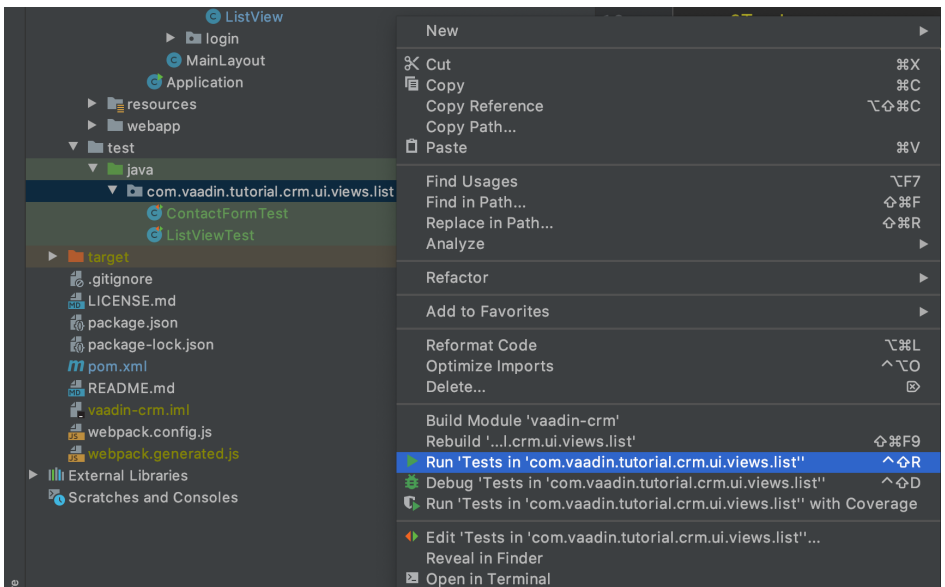 ListView
login
MainLayout
Application
resources
webapp
test
java
com.vaadin.tutorial.crm.ui.views.list
ContactFormTest
ListViewTest
target
.gitignore
LICENSE.md
package.json
package-lock.json
pom.xml
README.md
vaadin-crm.iml
webpack.config.js
webpack.generated.js
External Libraries
Scratches and Consoles
New
Cut ⌘X
Copy ⌘C
Copy Reference ⌥⇧⌘C
Copy Path...
Paste ⌘V
Find Usages ⌥F7
Find in Path... ⇧⌘F
Replace in Path... ⇧⌘R
Analyze
Refactor
Add to Favorites
Reformat Code ⌥⌘L
Optimize Imports ^⌥O
Delete... ⌦
Build Module 'vaadin-crm'
Rebuild '...l.crm.ui.views.list' ⇧⌘F9
Run 'Tests in 'com.vaadin.tutorial.crm.ui.views.list'' ^⇧R
Debug 'Tests in 'com.vaadin.tutorial.crm.ui.views.list'' ^⇧D
Run 'Tests in 'com.vaadin.tutorial.crm.ui.views.list'' with Coverage
Edit 'Tests in 'com.vaadin.tutorial.crm.ui.views.list''...
Reveal in Finder
Open in Terminal